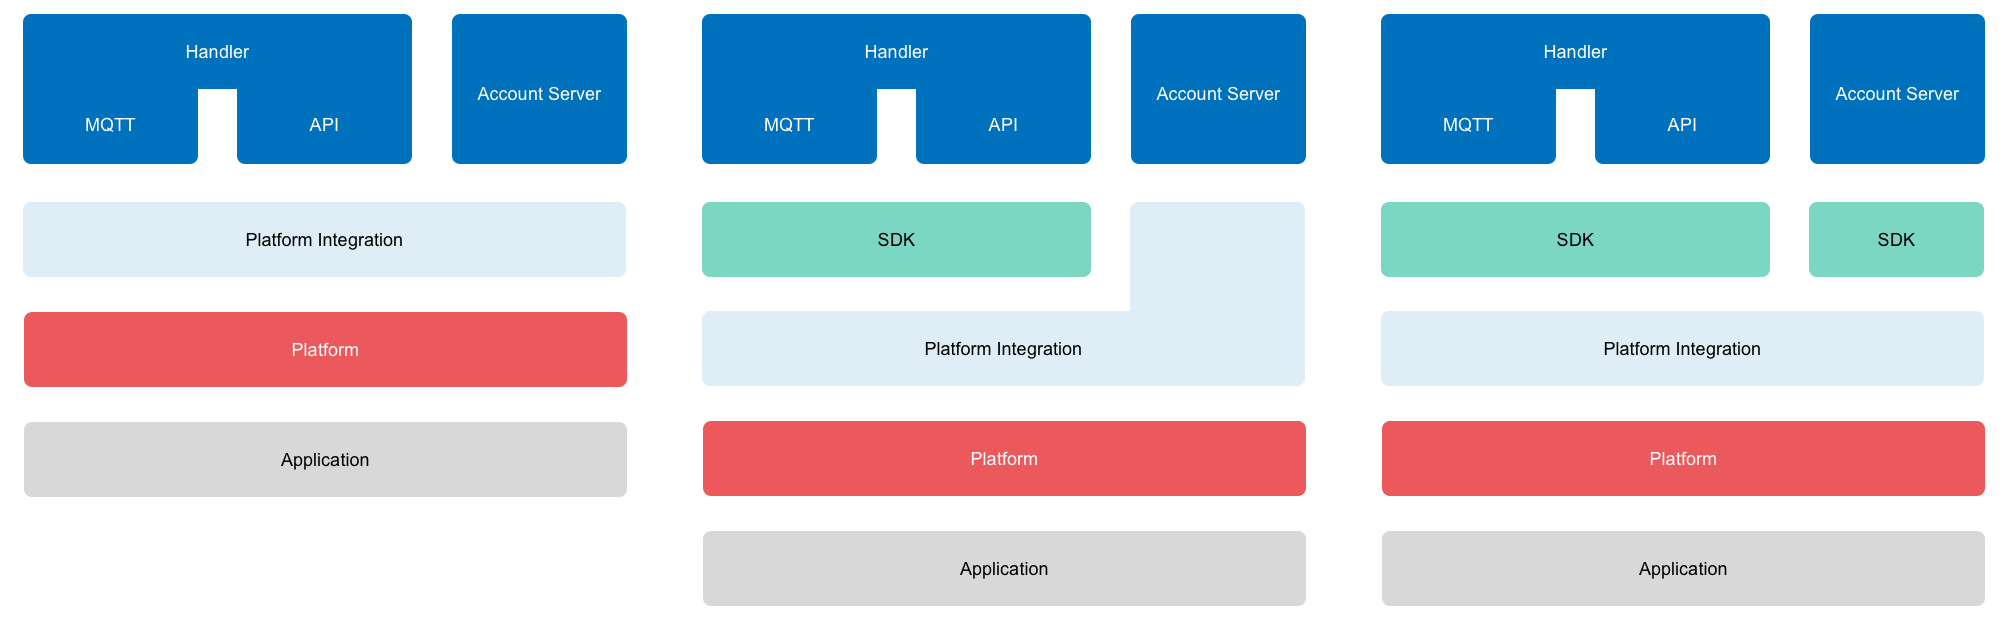 Handler
MQTT
API
Account Server
Platform Integration
Platform
Application
Handler
MQTT
API
Account Server
SDK
Platform Integration
Platform
Application
Handler
MQTT
API
Account Server
SDK
SDK
Platform Integration
Platform
Application